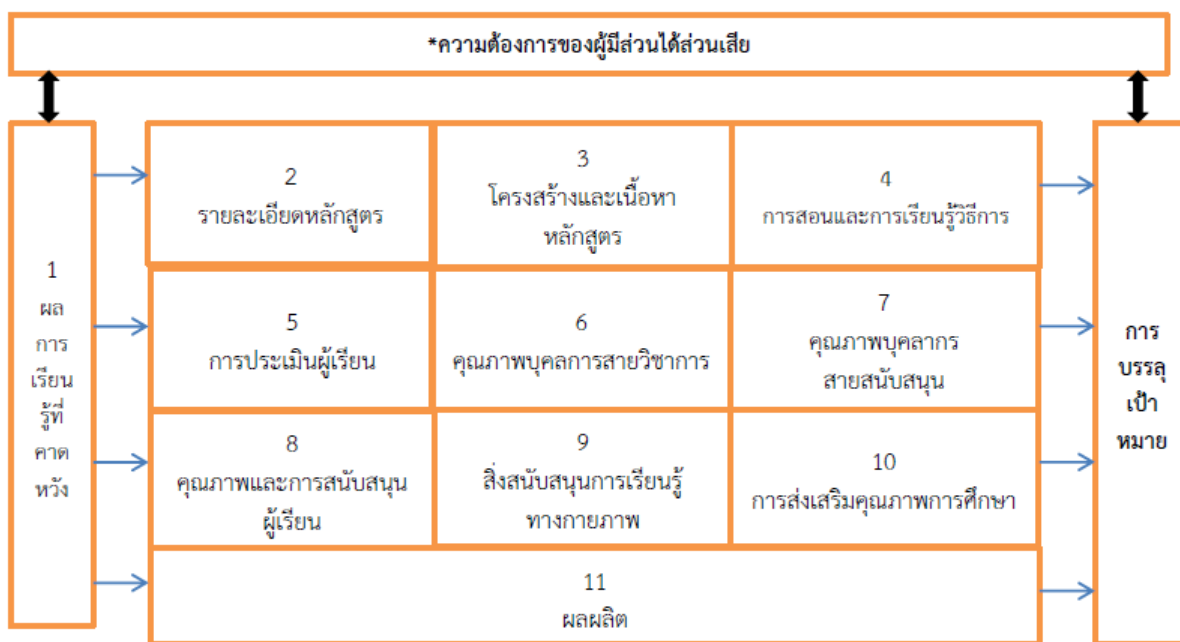 *ความต้องการของผู้มีส่วนได้ส่วนเสีย
1
ผล
การ
เรียน
รู้ที่
คาด
หวัง
2
รายละเอียดหลักสูตร
3
โครงสร้างและเนื้อหา
หลักสูตร
4
การสอนและการเรียนรู้วิธีการ
5
การประเมินผู้เรียน
6
คุณภาพบุคลการสายวิชาการ
7
คุณภาพบุคลากร
สายสนับสนุน
8
คุณภาพและการสนับสนุน
ผู้เรียน
9
สิ่งสนับสนุนการเรียนรู้
ทางกายภาพ
10
การส่งเสริมคุณภาพการศึกษา
11
ผลผลิต
การ
บรรลุ
เป้า
หมาย